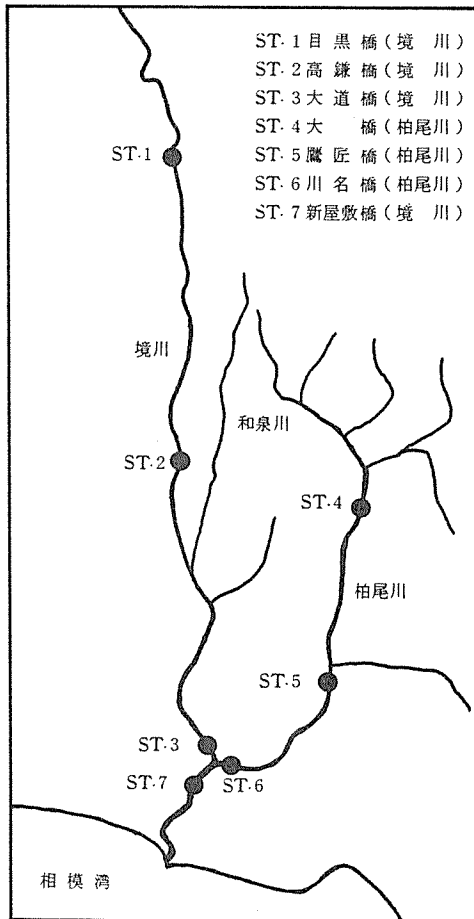 ST.1 目黒橋(境 川)
ST.2 高鎌橋(境 川)
ST.3 大道橋(境 川)
ST.4 大 橋(柏尾川)
ST.5 鷹匠橋(柏尾川)
ST.6 川名橋(柏尾川)
ST.7 新屋敷橋(境 川)
ST.1
境川
和泉川
ST.2
ST.4
柏尾川
ST.5
ST.3
ST.7
ST.6
相模湾